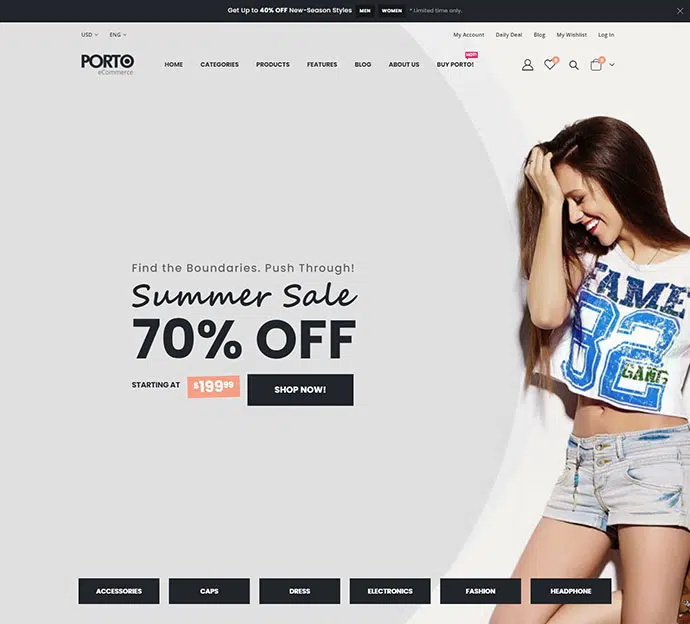 Get Up to 40% OFF New-Season Styles MEN WOMEN * Limited time only.
USD ENG My Account Daily Deal Blog My Wishlist Log In
PORTO
eCommerce
HOME CATEGORIES PRODUCTS FEATURES BLOG ABOUT US BUY PORTO! HOT!
Find the Boundaries. Push Through!
Summer Sale
70% OFF
STARTING AT $199.99 SHOP NOW!
FAME
82
GANG
ACCESSORIES CAPS DRESS ELECTRONICS FASHION HEADPHONE